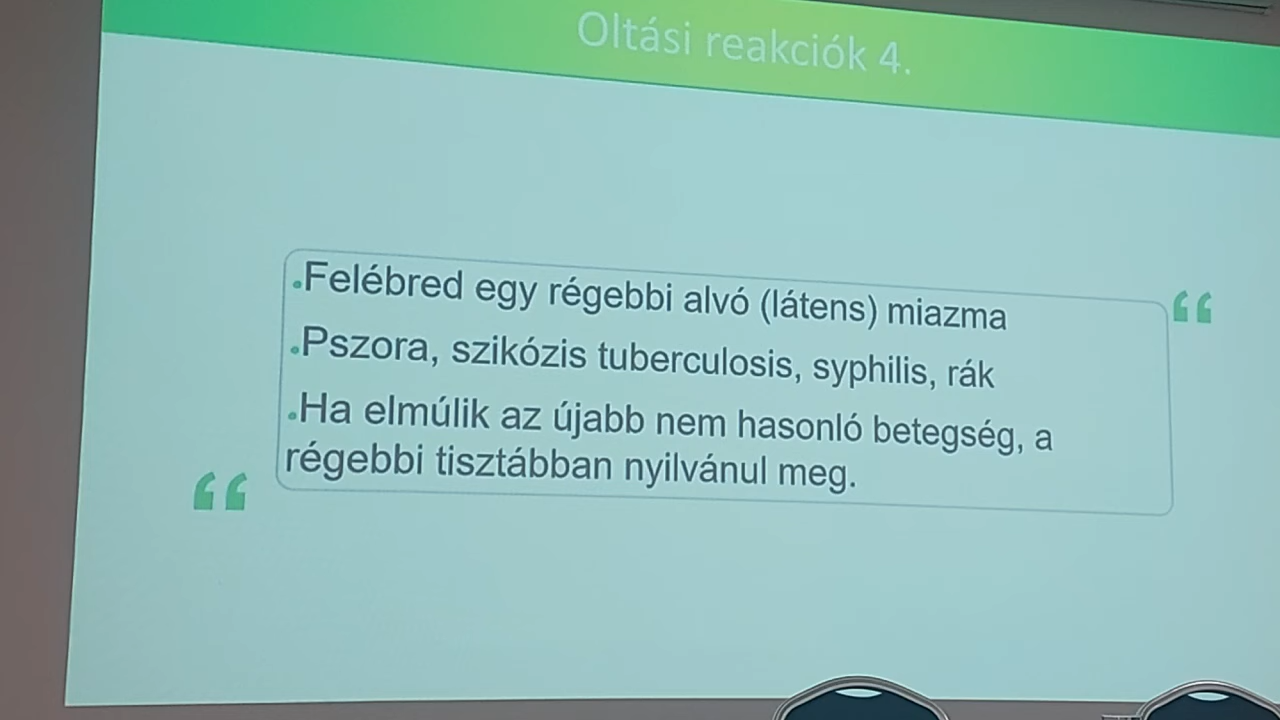 Oltási reakciók 4.
.Felébred egy régebbi alvó (látens) miazma
.Pszora, szikózis tuberculosis, syphilis, rák
.Ha elmúlik az újabb nem hasonló betegség, a
régebbi tisztábban nyilvánul meg.